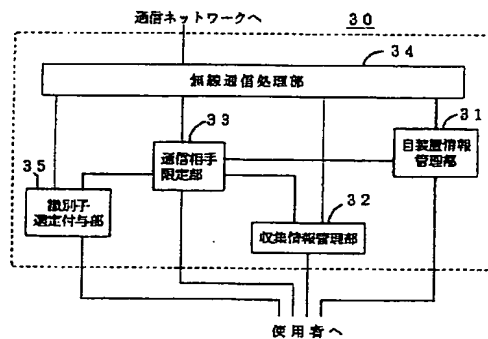 通信ネットワークへ
30
34
無線通信処理部
33
31
通信相手
限定部
自装置情報
管理部
35
識別子
選定付与部
32
収集情報管理部
使用者へ